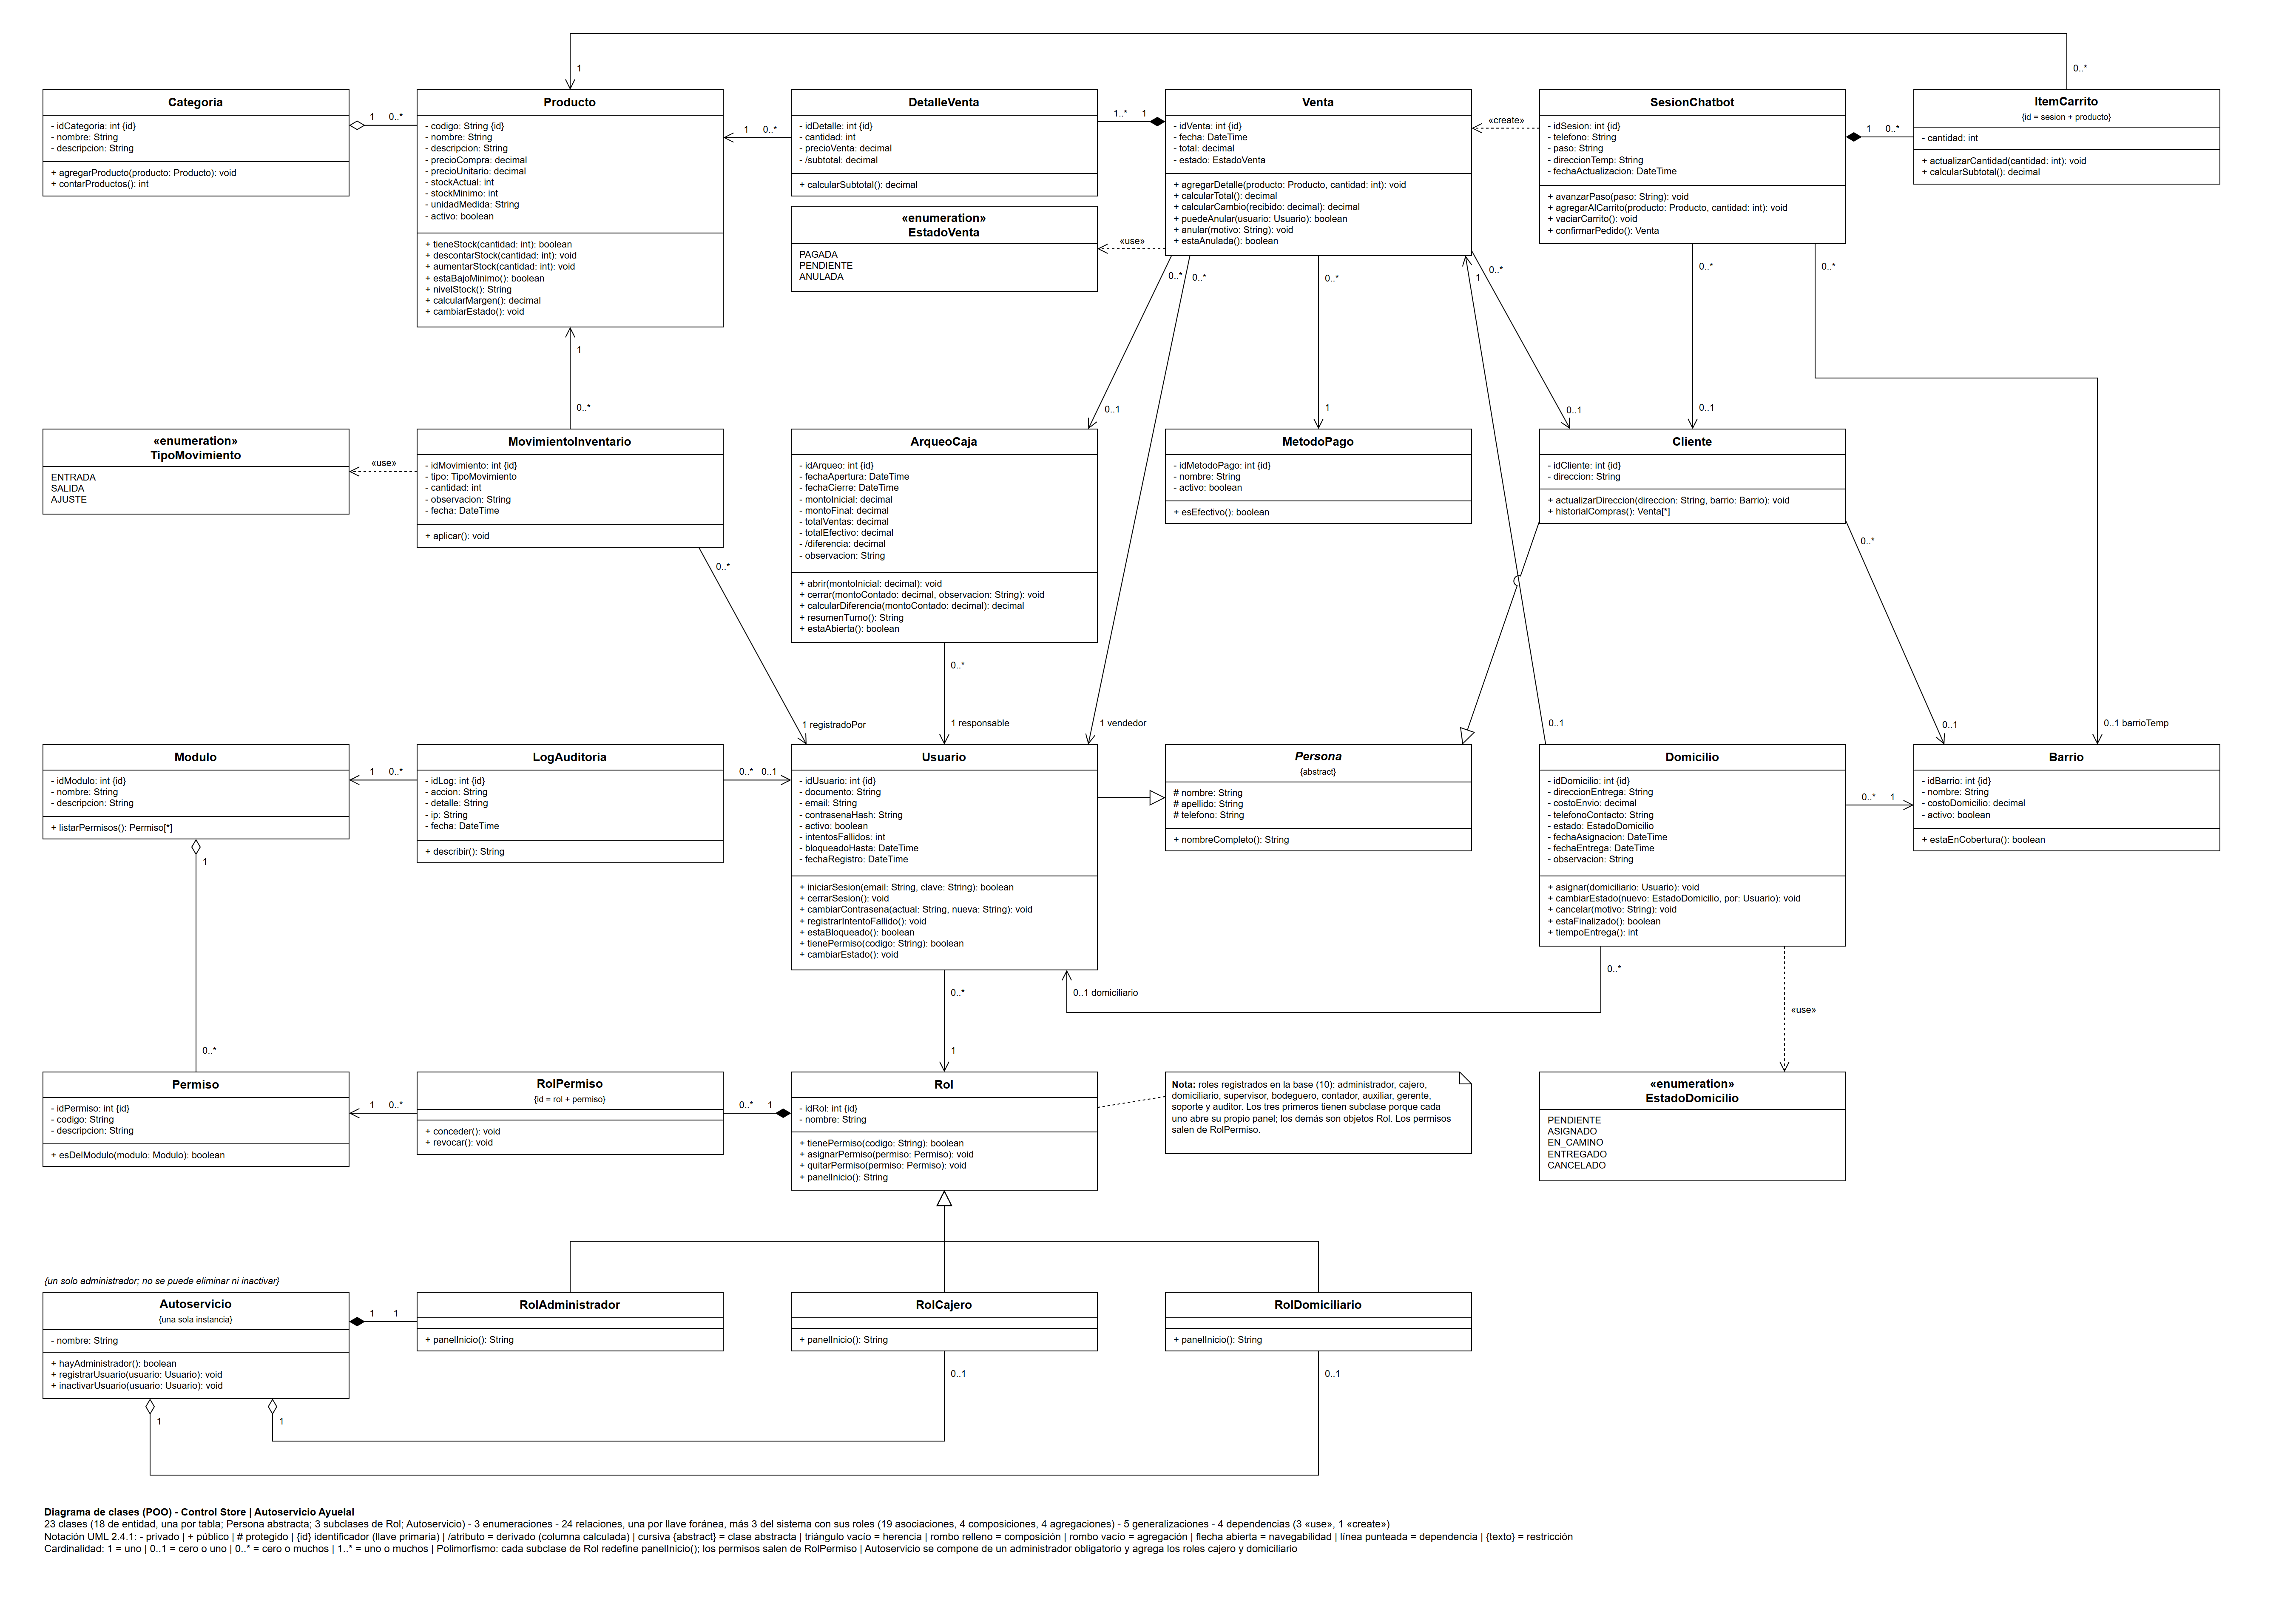 1
0..*
Categoria
- idCategoria: int {id}
- nombre: String
- descripcion: String
+ agregarProducto(producto: Producto): void
+ contarProductos(): int
1
0..*
Producto
- codigo: String {id}
- nombre: String
- descripcion: String
- precioCompra: decimal
- precioUnitario: decimal
- stockActual: int
- stockMinimo: int
- unidadMedida: String
- activo: boolean
+ tieneStock(cantidad: int): boolean
+ descontarStock(cantidad: int): void
+ aumentarStock(cantidad: int): void
+ estaBajoMinimo(): boolean
+ nivelStock(): String
+ calcularMargen(): decimal
+ cambiarEstado(): void
1
0..*
DetalleVenta
- idDetalle: int {id}
- cantidad: int
- precioVenta: decimal
- /subtotal: decimal
+ calcularSubtotal(): decimal
1..*
1
«enumeration»
EstadoVenta
PAGADA
PENDIENTE
ANULADA
«use»
Venta
- idVenta: int {id}
- fecha: DateTime
- total: decimal
- estado: EstadoVenta
+ agregarDetalle(producto: Producto, cantidad: int): void
+ calcularTotal(): decimal
+ calcularCambio(recibido: decimal): decimal
+ puedeAnular(usuario: Usuario): boolean
+ anular(motivo: String): void
+ estaAnulada(): boolean
«create»
SesionChatbot
- idSesion: int {id}
- telefono: String
- paso: String
- direccionTemp: String
- fechaActualizacion: DateTime
+ avanzarPaso(paso: String): void
+ agregarAlCarrito(producto: Producto, cantidad: int): void
+ vaciarCarrito(): void
+ confirmarPedido(): Venta
1
0..*
ItemCarrito
{id = sesion + producto}
- cantidad: int
+ actualizarCantidad(cantidad: int): void
+ calcularSubtotal(): decimal
0..*
0..*
0..*
1
0..*
0..*
0..*
1
0..*
0..1
1
0..1
0..1
«enumeration»
TipoMovimiento
ENTRADA
SALIDA
AJUSTE
«use»
MovimientoInventario
- idMovimiento: int {id}
- tipo: TipoMovimiento
- cantidad: int
- observacion: String
- fecha: DateTime
+ aplicar(): void
0..*
ArqueoCaja
- idArqueo: int {id}
- fechaApertura: DateTime
- fechaCierre: DateTime
- montoInicial: decimal
- montoFinal: decimal
- totalVentas: decimal
- totalEfectivo: decimal
- /diferencia: decimal
- observacion: String
+ abrir(montoInicial: decimal): void
+ cerrar(montoContado: decimal, observacion: String): void
+ calcularDiferencia(montoContado: decimal): decimal
+ resumenTurno(): String
+ estaAbierta(): boolean
0..*
MetodoPago
- idMetodoPago: int {id}
- nombre: String
- activo: boolean
+ esEfectivo(): boolean
Cliente
- idCliente: int {id}
- direccion: String
+ actualizarDireccion(direccion: String, barrio: Barrio): void
+ historialCompras(): Venta[*]
0..*
1 registradoPor
1 responsable
1 vendedor
0..1
0..1
0..1 barrioTemp
Modulo
- idModulo: int {id}
- nombre: String
- descripcion: String
+ listarPermisos(): Permiso[*]
1
1
0..*
LogAuditoria
- idLog: int {id}
- accion: String
- detalle: String
- ip: String
- fecha: DateTime
+ describir(): String
0..*
0..1
Usuario
- idUsuario: int {id}
- documento: String
- email: String
- contrasenaHash: String
- activo: boolean
- intentosFallidos: int
- bloqueadoHasta: DateTime
- fechaRegistro: DateTime
+ iniciarSesion(email: String, clave: String): boolean
+ cerrarSesion(): void
+ cambiarContrasena(actual: String, nueva: String): void
+ registrarIntentoFallido(): void
+ estaBloqueado(): boolean
+ tienePermiso(codigo: String): boolean
+ cambiarEstado(): void
Persona
{abstract}
# nombre: String
# apellido: String
# telefono: String
+ nombreCompleto(): String
Domicilio
- idDomicilio: int {id}
- direccionEntrega: String
- costoEnvio: decimal
- telefonoContacto: String
- estado: EstadoDomicilio
- fechaAsignacion: DateTime
- fechaEntrega: DateTime
- observacion: String
+ asignar(domiciliario: Usuario): void
+ cambiarEstado(nuevo: EstadoDomicilio, por: Usuario): void
+ cancelar(motivo: String): void
+ estaFinalizado(): boolean
+ tiempoEntrega(): int
0..*
1
Barrio
- idBarrio: int {id}
- nombre: String
- costoDomicilio: decimal
- activo: boolean
+ estaEnCobertura(): boolean
0..*
0..*
0..1 domiciliario
«use»
0..*
1
Permiso
- idPermiso: int {id}
- codigo: String
- descripcion: String
+ esDelModulo(modulo: Modulo): boolean
1
0..*
RolPermiso
{id = rol + permiso}
+ conceder(): void
+ revocar(): void
0..*
1
Rol
- idRol: int {id}
- nombre: String
+ tienePermiso(codigo: String): boolean
+ asignarPermiso(permiso: Permiso): void
+ quitarPermiso(permiso: Permiso): void
+ panelInicio(): String
Nota: roles registrados en la base (10): administrador, cajero,
domiciliario, supervisor, bodeguero, contador, auxiliar, gerente,
soporte y auditor. Los tres primeros tienen subclase porque cada
uno abre su propio panel; los demás son objetos Rol. Los permisos
salen de RolPermiso.
«enumeration»
EstadoDomicilio
PENDIENTE
ASIGNADO
EN_CAMINO
ENTREGADO
CANCELADO
{un solo administrador; no se puede eliminar ni inactivar}
Autoservicio
{una sola instancia}
- nombre: String
+ hayAdministrador(): boolean
+ registrarUsuario(usuario: Usuario): void
+ inactivarUsuario(usuario: Usuario): void
1
1
RolAdministrador
+ panelInicio(): String
RolCajero
+ panelInicio(): String
RolDomiciliario
+ panelInicio(): String
0..1
0..1
1
1
Diagrama de clases (POO) - Control Store | Autoservicio Ayuelal
23 clases (18 de entidad, una por tabla; Persona abstracta; 3 subclases de Rol; Autoservicio) - 3 enumeraciones - 24 relaciones, una por llave foránea, más 3 del sistema con sus roles (19 asociaciones, 4 composiciones, 4 agregaciones) - 5 generalizaciones - 4 dependencias (3 «use», 1 «create»)
Notación UML 2.4.1: - privado | + público | # protegido | {id} identificador (llave primaria) | /atributo = derivado (columna calculada) | cursiva {abstract} = clase abstracta | triángulo vacío = herencia | rombo relleno = composición | rombo vacío = agregación | flecha abierta = navegabilidad | línea punteada = dependencia | {texto} = restricción
Cardinalidad: 1 = uno | 0..1 = cero o uno | 0..* = cero o muchos | 1..* = uno o muchos | Polimorfismo: cada subclase de Rol redefine panelInicio(); los permisos salen de RolPermiso | Autoservicio se compone de un administrador obligatorio y agrega los roles cajero y domiciliario